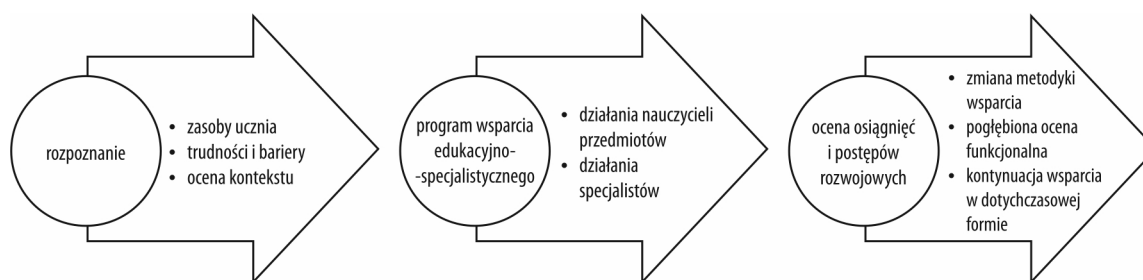 rozpoznanie
• zasoby ucznia
• trudności i bariery
• ocena kontekstu
program wsparcia
edukacyjno-
-specjalistycznego
• działania nauczycieli
przedmiotów
• działania
specjalistów
ocena osiągnięć
i postępów
rozwojowych
• zmiana metodyki
wsparcia
• pogłębiona ocena
funkcjonalna
• kontynuacja wsparcia
w dotychczasowej
formie